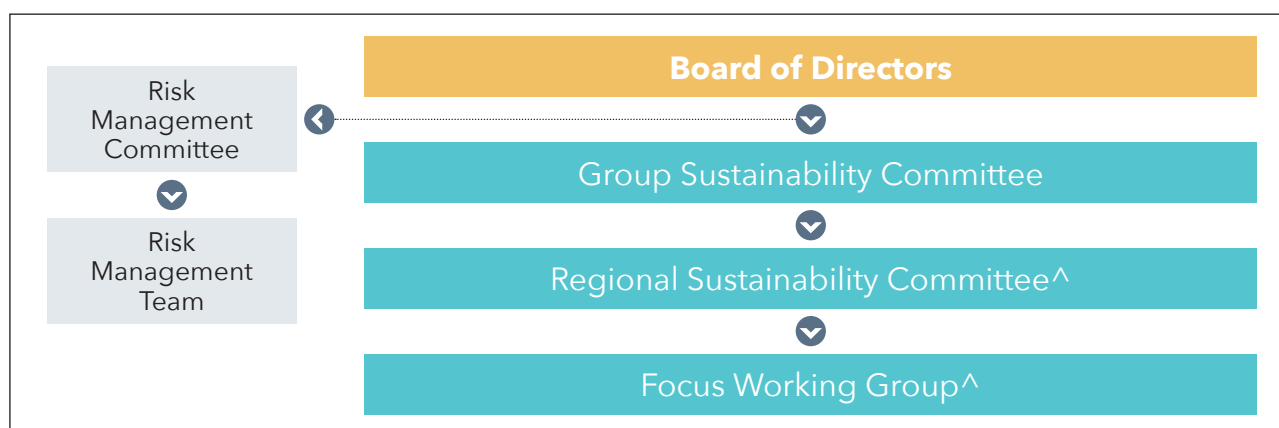 Board of Directors
Risk
Management
Committee
Group Sustainability Committee
Risk
Management
Team
Regional Sustainability Committee^
Focus Working Group^